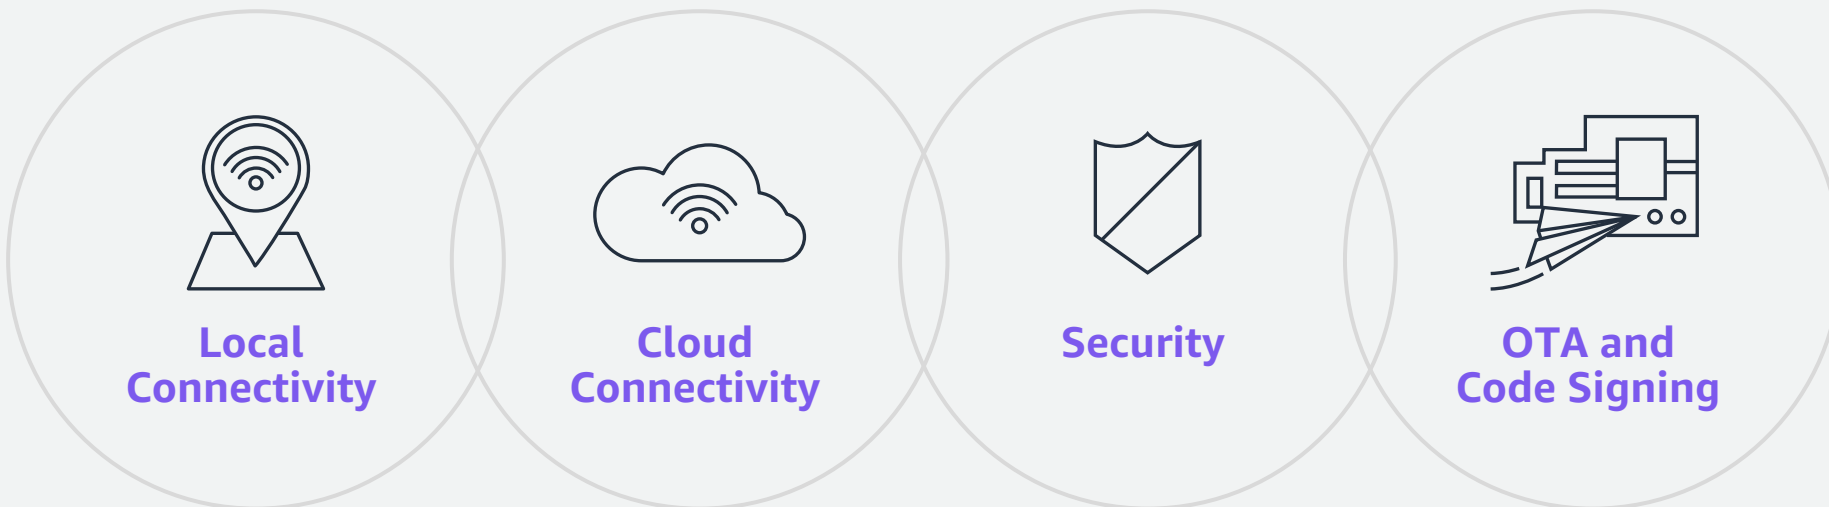 Local
Connectivity
Cloud
Connectivity
Security
OTA and
Code Signing